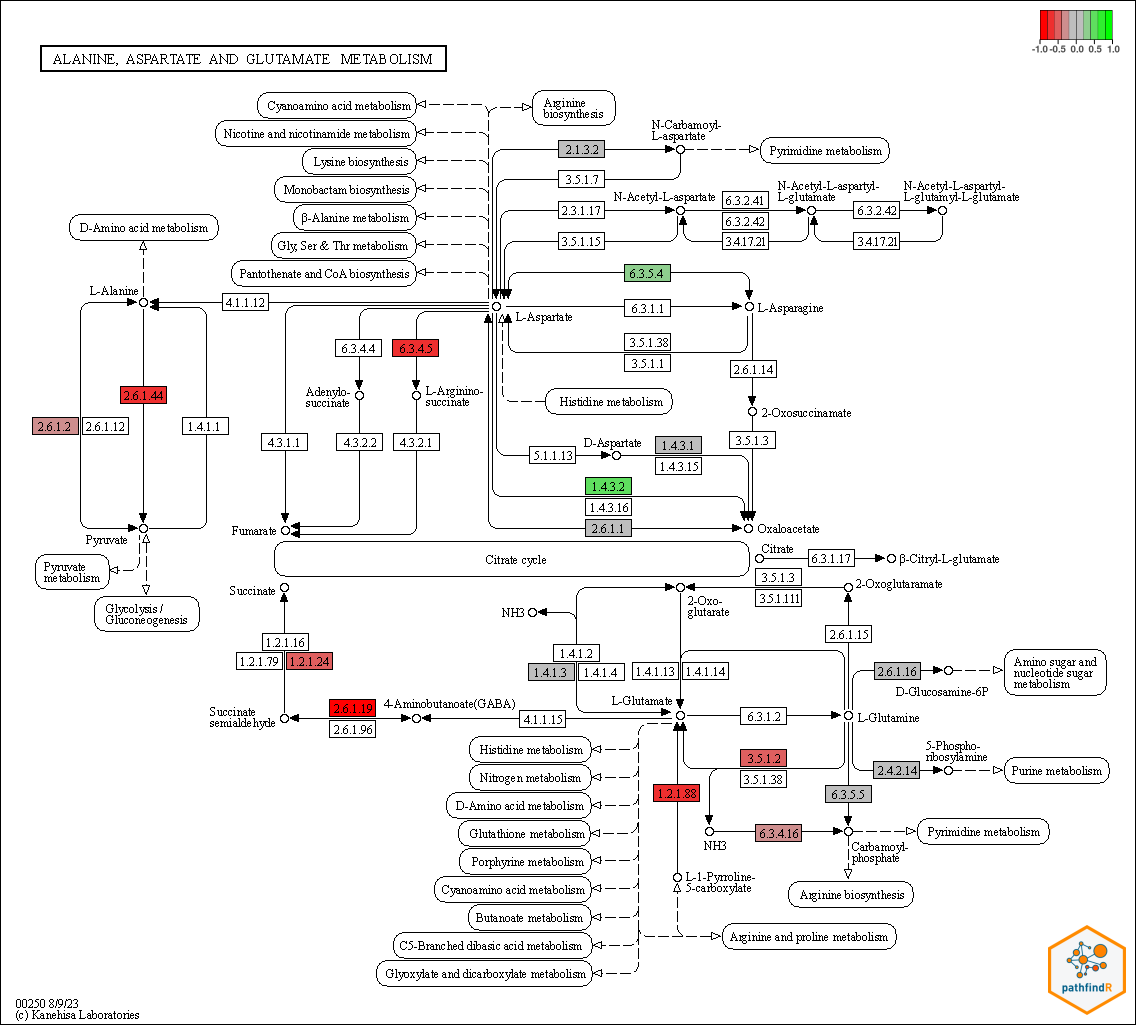 -1.0 -0.5 0.0 0.5 1.0
ALANINE, ASPARTATE AND GLUTAMATE METABOLISM
Cyanoamino acid metabolism
Arginine
biosynthesis
Nicotine and nicotinamide metabolism
N-Carbamoyl-
L-aspartate
Lysine biosynthesis
2.1.3.2
Pyrimidine metabolism
Monobactam biosynthesis
3.5.1.7
β-Alanine metabolism
N-Acetyl-L-aspartate
N-Acetyl-L-aspartyl-
L-glutamate
N-Acetyl-L-aspartyl-
L-glutamyl-L-glutamate
6.3.2.41
2.3.1.17
6.3.2.42
6.3.2.42
D-Amino acid metabolism
Gly, Ser & Thr metabolism
3.5.1.15
3.4.17.21
3.4.17.21
Pantothenate and CoA biosynthesis
6.3.5.4
L-Alanine
4.1.1.12
L-Aspartate
6.3.1.1
L-Asparagine
6.3.4.4
6.3.4.5
3.5.1.38
3.5.1.1
2.6.1.14
2.6.1.44
Adenylo-
succinate
L-Arginino-
succinate
Histidine metabolism
2-Oxosuccinamate
2.6.1.2
2.6.1.12
1.4.1.1
4.3.1.1
4.3.2.2
4.3.2.1
D-Aspartate
1.4.3.1
3.5.1.3
5.1.1.13
1.4.3.15
1.4.3.2
1.4.3.16
Pyruvate
Fumarate
2.6.1.1
Oxaloacetate
Citrate cycle
Citrate
6.3.1.17
β-Citryl-L-glutamate
Pyruvate
metabolism
Glycolysis /
Gluconeogenesis
Succinate
3.5.1.3
3.5.1.111
2-Oxoglutaramate
NH3
2-Oxo-
glutarate
1.2.1.16
1.2.1.79
1.2.1.24
1.4.1.2
1.4.1.3
1.4.1.4
1.4.1.13
1.4.1.14
2.6.1.15
2.6.1.16
D-Glucosamine-6P
Amino sugar and
nucleotide sugar
metabolism
Succinate
semialdehyde
2.6.1.19
2.6.1.96
4-Aminobutanoate(GABA)
4.1.1.15
L-Glutamate
6.3.1.2
L-Glutamine
Histidine metabolism
3.5.1.2
3.5.1.38
5-Phospho-
ribosylamine
2.4.2.14
Purine metabolism
Nitrogen metabolism
1.2.1.88
6.3.5.5
D-Amino acid metabolism
Glutathione metabolism
NH3
6.3.4.16
Carbamoyl-
phosphate
Pyrimidine metabolism
Porphyrine metabolism
L-1-Pyrroline-
5-carboxylate
Cyanoamino acid metabolism
Arginine biosynthesis
Butanoate metabolism
C5-Branched dibasic acid metabolism
Arginine and proline metabolism
Glyoxylate and dicarboxylate metabolism
pathfindR
00250 8/9/23
(c) Kanehisa Laboratories